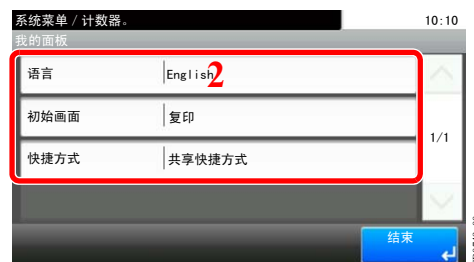 系统菜单 / 计数器。 10:10
我的面板
语言 English 2
初始画面 复印
快捷方式 共享快捷方式
1/1
结束